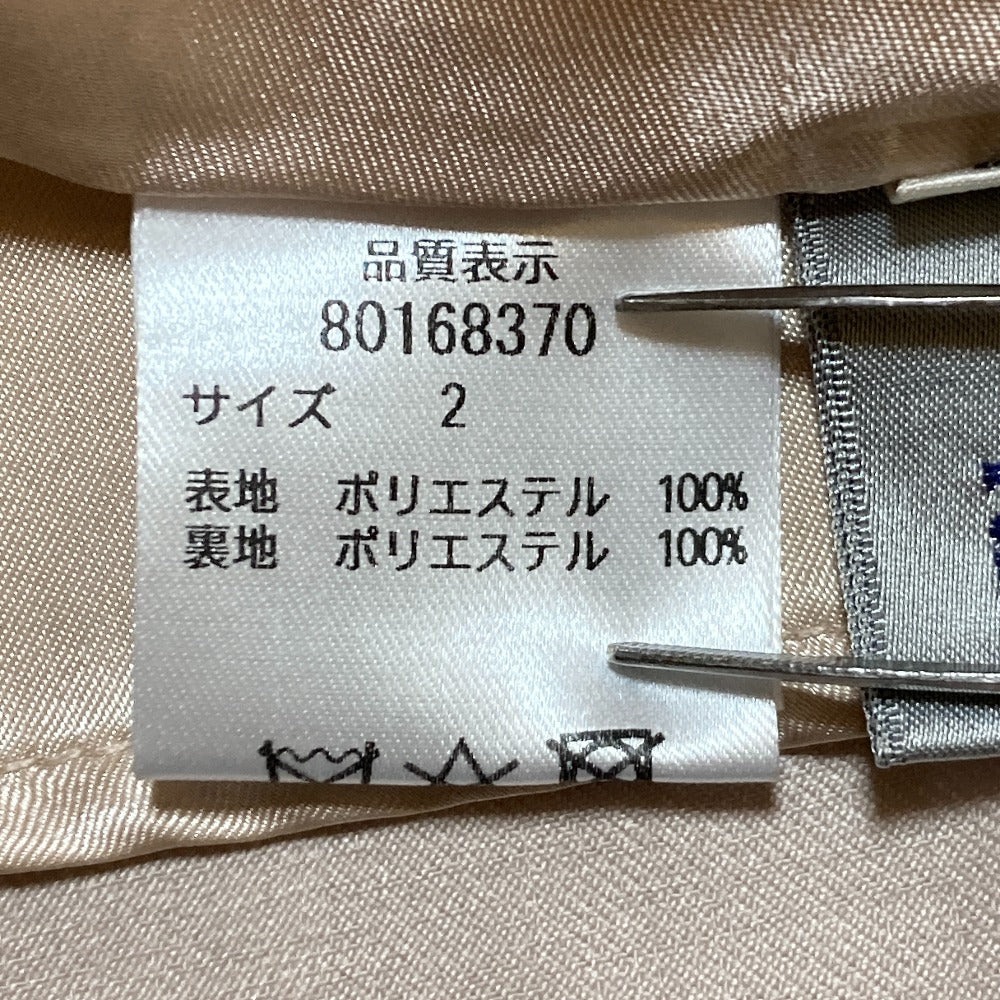 品質表示
80168370
サイズ 2
表地 ポリエステル 100%
裏地 ポリエステル 100%